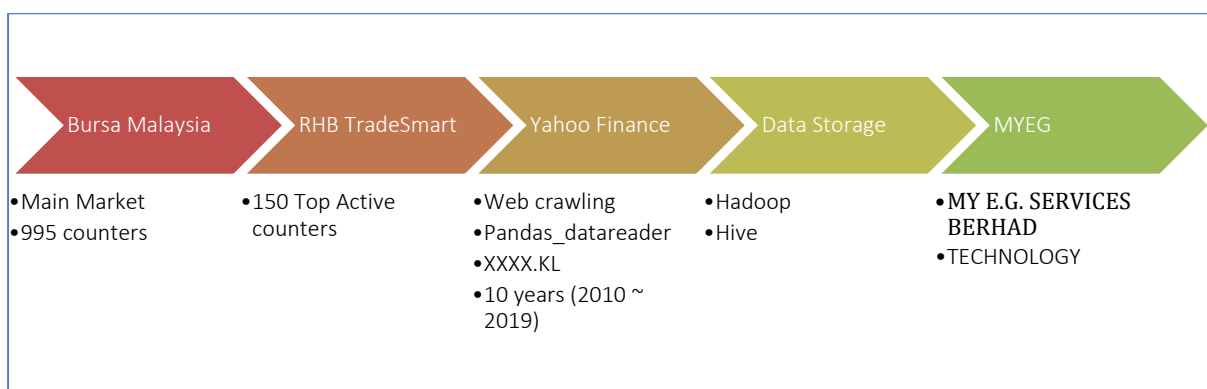 Bursa Malaysia
RHB TradeSmart
Yahoo Finance
Data Storage
MYEG
•Main Market
•995 counters
•150 Top Active
counters
•Web crawling
•Pandas_datareader
•XXXX.KL
•10 years (2010 ~
2019)
•Hadoop
•Hive
•MY E.G. SERVICES
BERHAD
•TECHNOLOGY